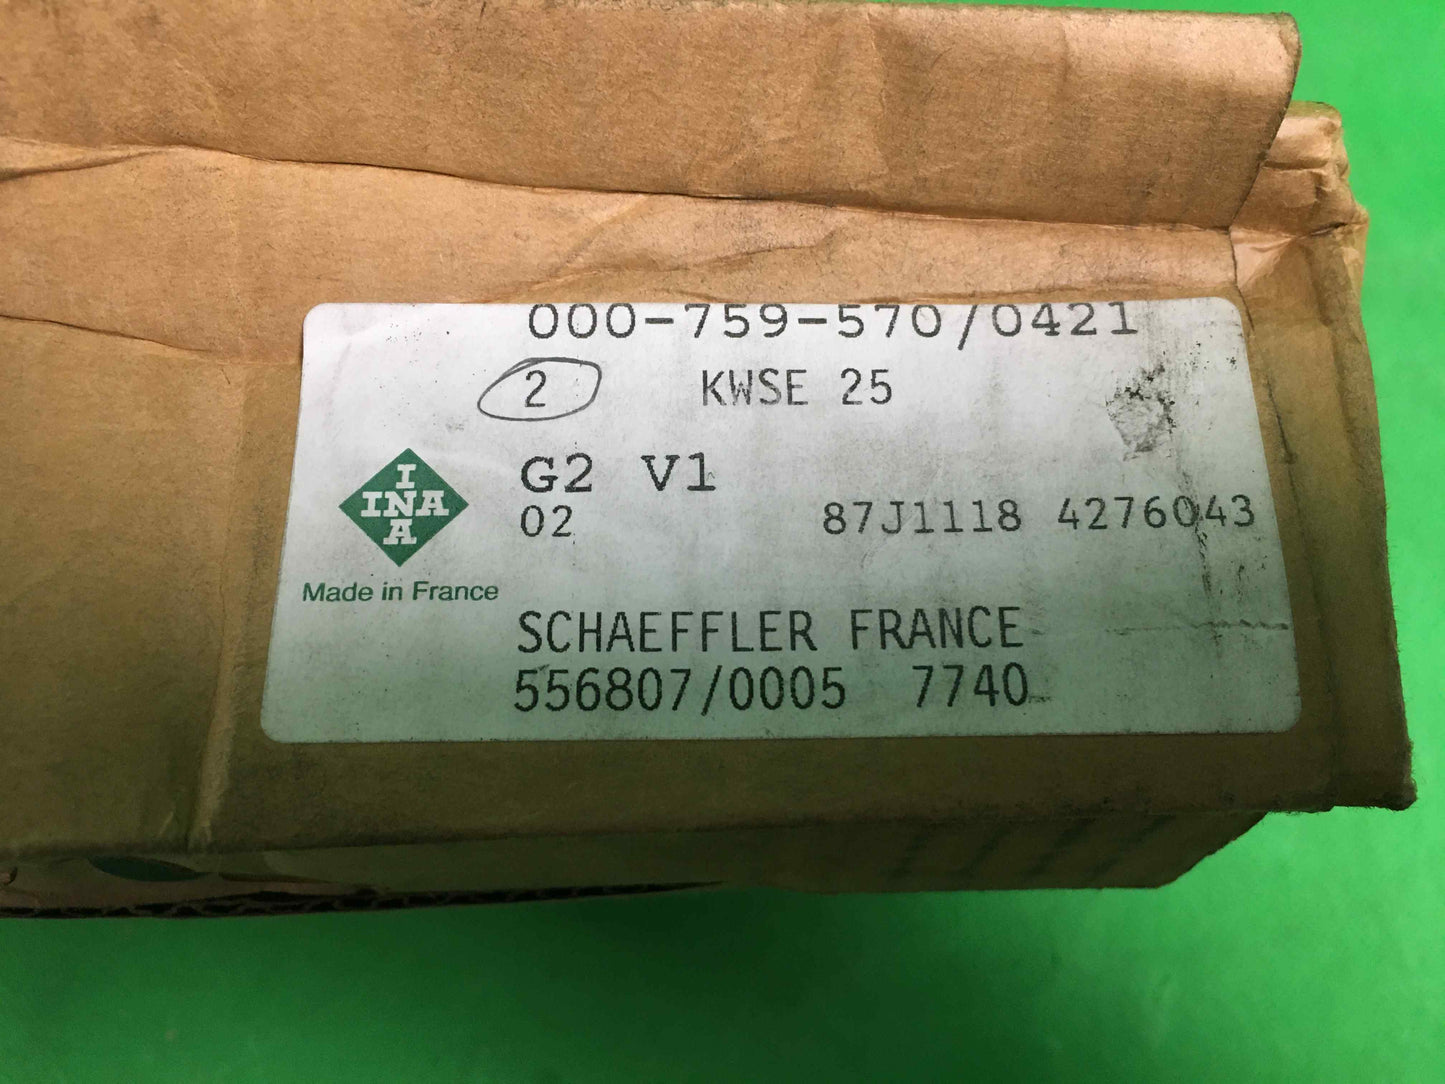 000-759-570/0421
2 KWSE 25
G2 V1
02 87J1118 4276043
I
INA
A
Made in France
SCHAEFFLER FRANCE
556807/0005 7740